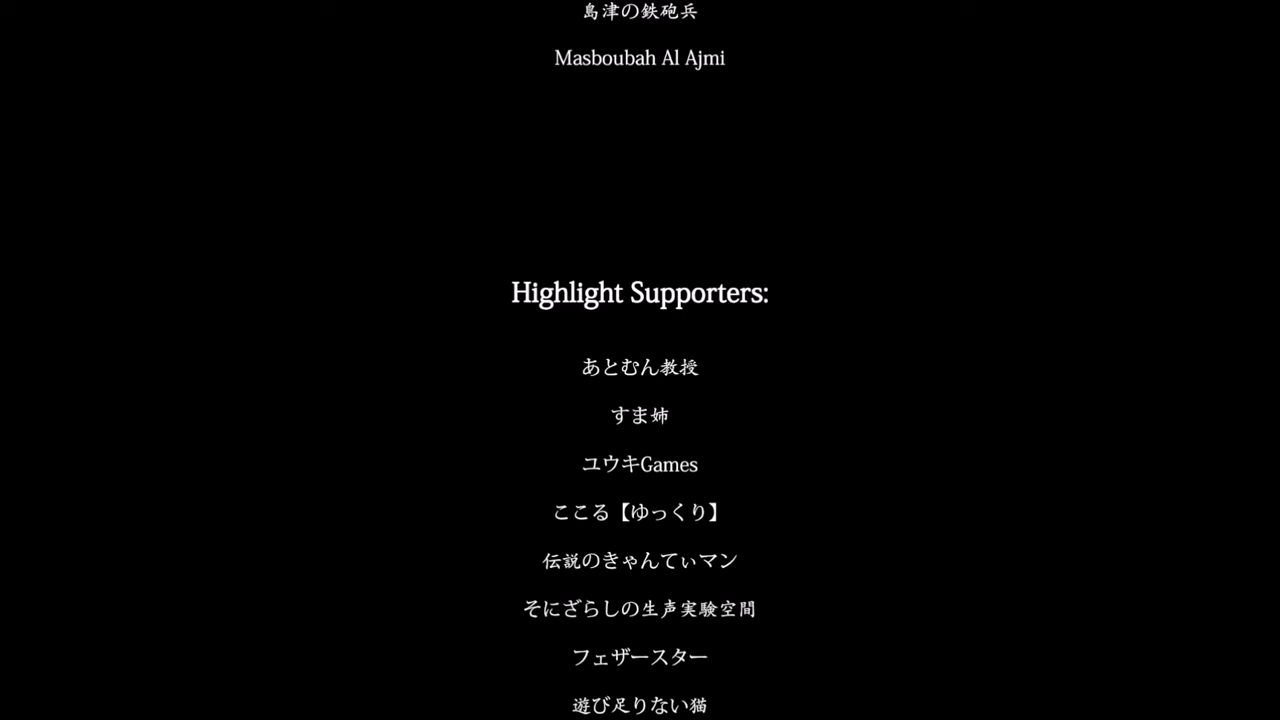 島津の鉄砲兵
Masboubah Al Ajmi
Highlight Supporters:
あとむん教授
すま姉
ユウキGames
ここる【ゆっくり】
伝説のきゃんてぃマン
そにざらしの生声実験空間
フェザースター
遊び足りない猫